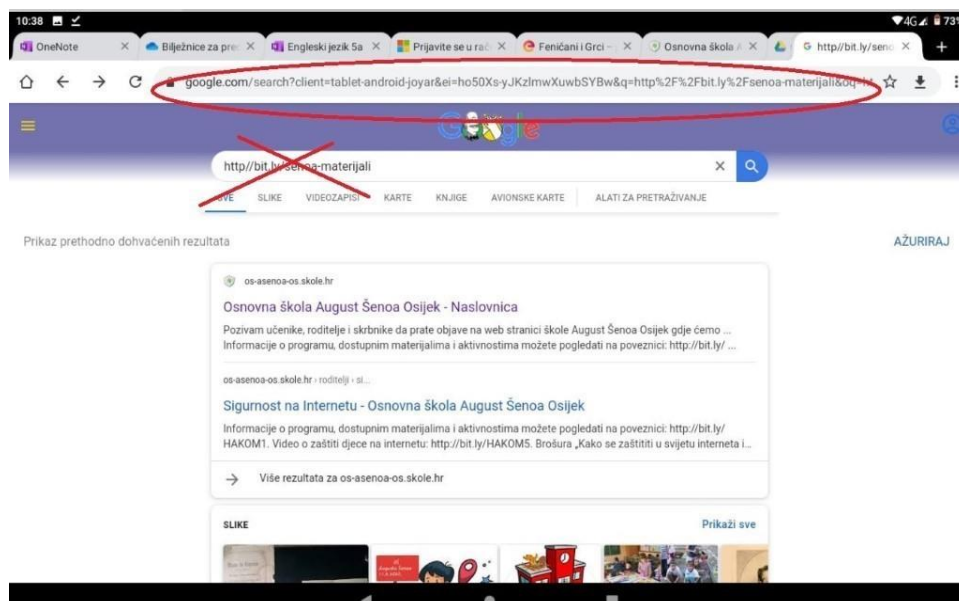 10:38 4G 73%
OneNote Bilježnice za pre Engleski jezik 5a Prijavite se u rač Feničani i Grci – Osnovna škola A G http//bit.ly/seno
google.com/search?client=tablet-android-joyar&ei=ho50Xs-yJKzlmwXuwbSYBw&q=http%2F%2Fbit.ly%2Fsenoa-materijali&oq=ht
Google
http//bit.ly/senoa-materijali
SVE SLIKE VIDEOZAPISI KARTE KNJIGE AVIONSKE KARTE ALATI ZA PRETRAŽIVANJE
Prikaz prethodno dohvaćenih rezultata AŽURIRAJ
os-asenoa-os.skole.hr
Osnovna škola August Šenoa Osijek - Naslovnica
Pozivam učenike, roditelje i skrbnike da prate objave na web stranici škole August Šenoa Osijek gdje ćemo ...
Informacije o programu, dostupnim materijalima i aktivnostima možete pogledati na poveznici: http://bit.ly/ ...
os-asenoa-os.skole.hr › roditelji › si...
Sigurnost na Internetu - Osnovna škola August Šenoa Osijek
Informacije o programu, dostupnim materijalima i aktivnostima možete pogledati na poveznici: http://bit.ly/
HAKOM1. Video o zaštiti djece na internetu: http://bit.ly/HAKOM5. Brošura „Kako se zaštititi u svijetu interneta i...
Više rezultata za os-asenoa-os.skole.hr
SLIKE Prikaži sve